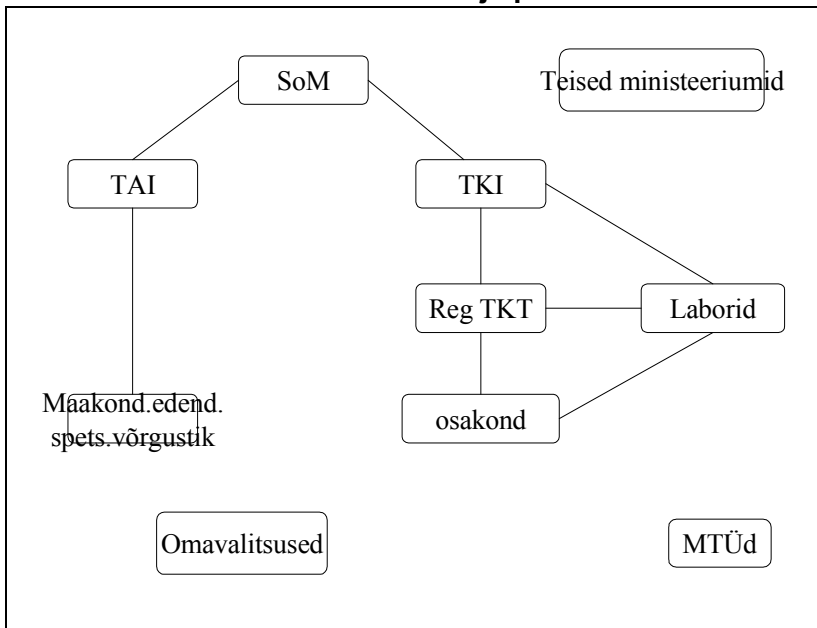 SoM
Teised ministeeriumid
TAI
TKI
Reg TKT
Laborid
Maakond.edend.
spets.võrgustik
osakond
Omavalitsused
MTÜd